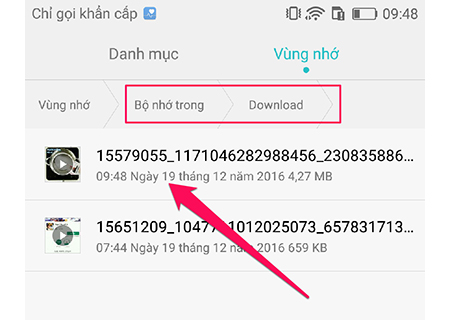 Chỉ gọi khẩn cấp 09:48
Danh mục Vùng nhớ
Vùng nhớ Bộ nhớ trong Download
15579055_1171046282988456_230835886...
09:48 Ngày 19 tháng 12 năm 2016 4,27 MB
15651209_1047 1012025073_657831713...
07:44 Ngày 19 tháng 12 năm 2016 659 KB